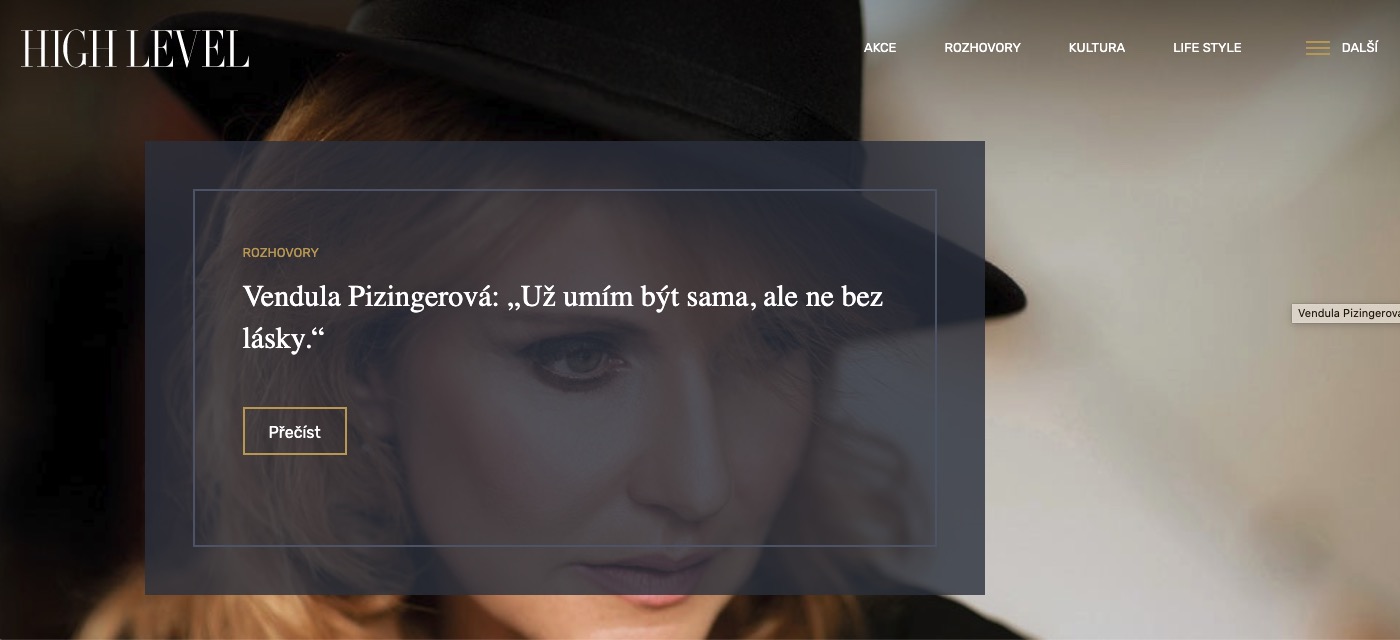 HIGH LEVEL
AKCE
ROZHOVORY
KULTURA
LIFE STYLE
DALŠÍ
ROZHOVORY
Vendula Pizingerová: „Už umím být sama, ale ne bez
lásky.“
Přečíst
Vendula Pizingerová